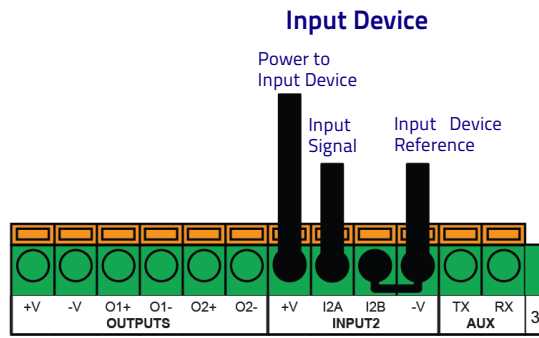 Input Device
Power to
Input Device
Input
Signal
Input Device
Reference
+V -V O1+ O1- O2+ O2- +V I2A I2B -V TX RX
OUTPUTS INPUT2 AUX
3